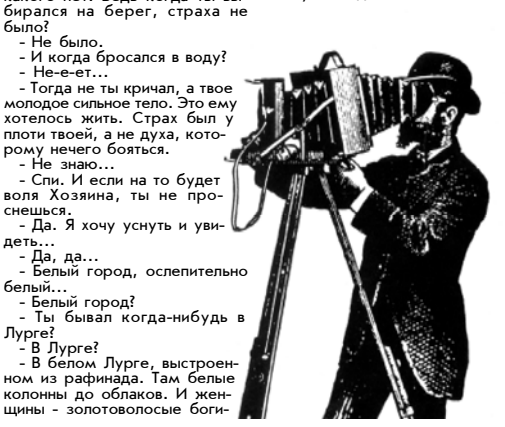 бирался на берег, страха не
было?
- Не было.
- И когда бросался в воду?
- Не-е-ет...
- Тогда не ты кричал, а твое
молодое сильное тело. Это ему
хотелось жить. Страх был у
плоти твоей, а не духа, кото-
рому нечего бояться.
- Не знаю...
- Спи. И если на то будет
воля Хозяина, ты не про-
снешься.
- Да. Я хочу уснуть и уви-
деть...
- Да, да...
- Белый город, ослепительно
белый...
- Белый город?
- Ты бывал когда-нибудь в
Лурге?
- В Лурге?
- В белом Лурге, выстроен-
ном из рафинада. Там белые
колонны до облаков. И жен-
щины - золотоволосые боги-